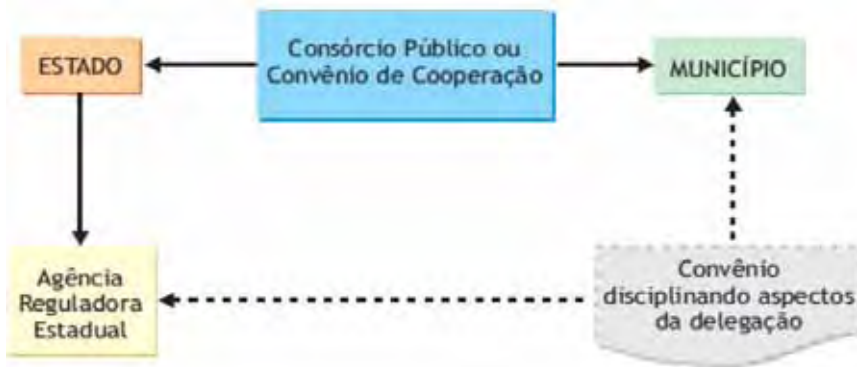 ESTADO
Consórcio Público ou
Convênio de Cooperação
MUNICÍPIO
Agência
Reguladora
Estadual
Convênio
disciplinando aspectos
da delegação